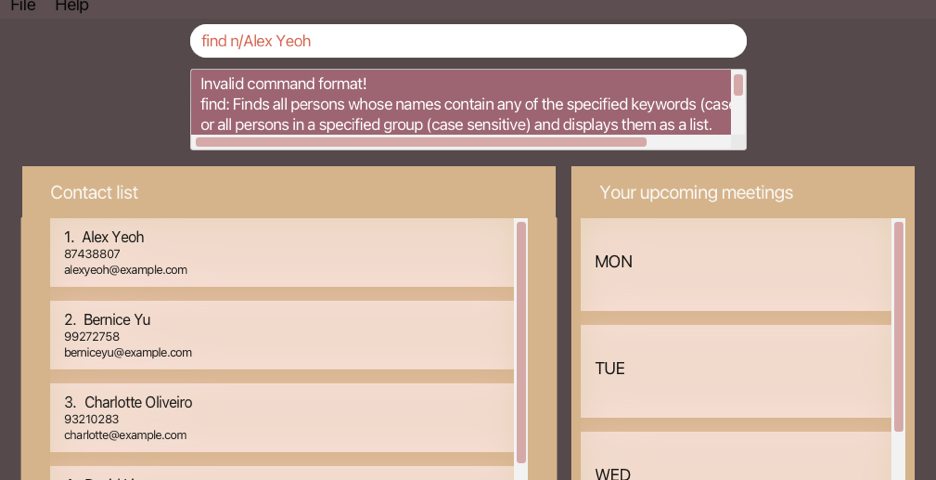 File Help
find n/Alex Yeoh
Invalid command format!
find: Finds all persons whose names contain any of the specified keywords (case
or all persons in a specified group (case sensitive) and displays them as a list.
Contact list
1. Alex Yeoh
87438807
alexyeoh@example.com
2. Bernice Yu
99272758
berniceyu@example.com
3. Charlotte Oliveiro
93210283
charlotte@example.com
Your upcoming meetings
MON
TUE
WED